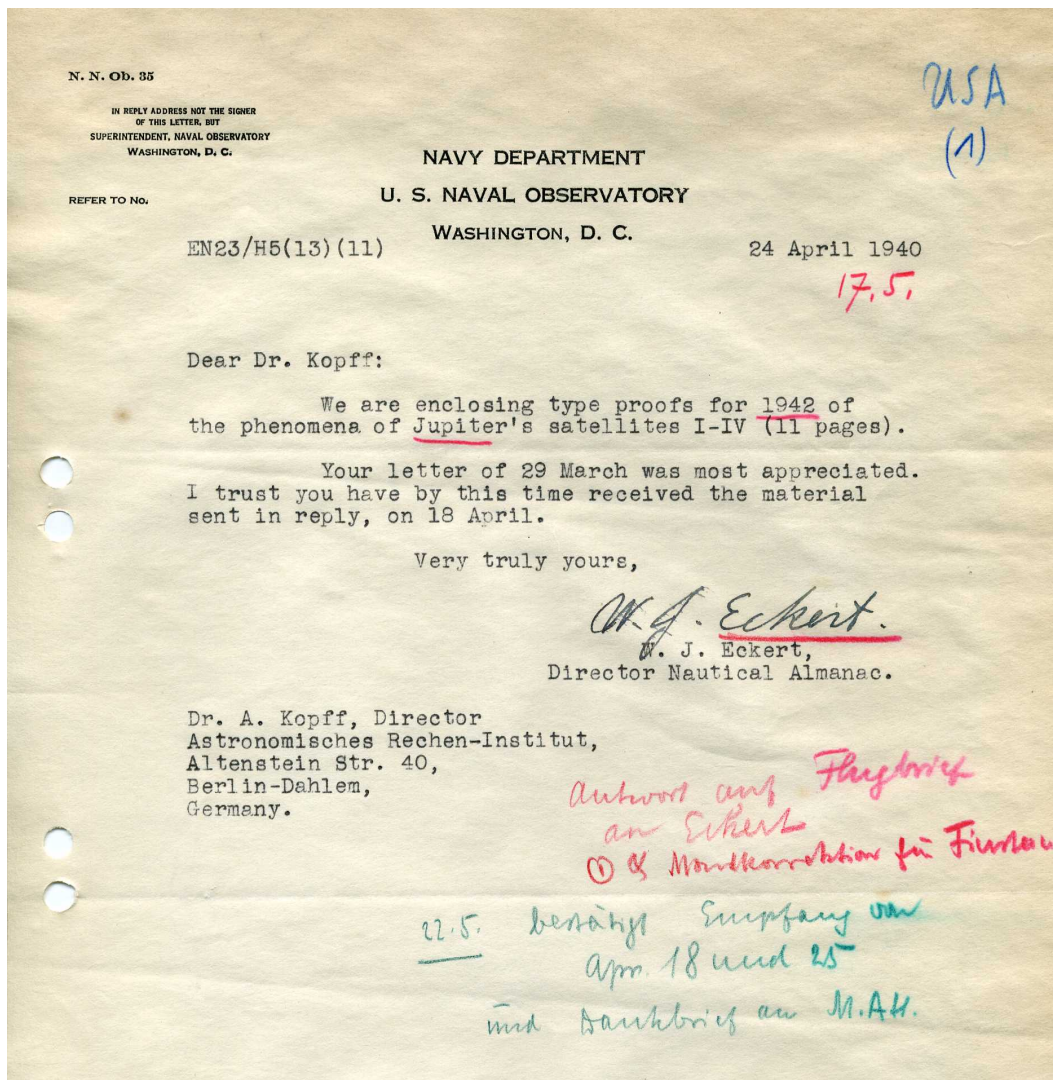 N. N. Ob. 35
USA
(1)
IN REPLY ADDRESS NOT THE SIGNER
OF THIS LETTER, BUT
SUPERINTENDENT, NAVAL OBSERVATORY
WASHINGTON, D. C.
NAVY DEPARTMENT
U. S. NAVAL OBSERVATORY
WASHINGTON, D. C.
REFER TO No.
EN23/H5(13)(11)
24 April 1940
17.5.
Dear Dr. Kopff:
We are enclosing type proofs for 1942 of
the phenomena of Jupiter's satellites I-IV (11 pages).
Your letter of 29 March was most appreciated.
I trust you have by this time received the material
sent in reply, on 18 April.
Very truly yours,
W. J. Eckert.
W. J. Eckert,
Director Nautical Almanac.
Dr. A. Kopff, Director
Astronomisches Rechen-Institut,
Altenstein Str. 40,
Berlin-Dahlem,
Germany.
Antwort auf Flugbrief
an Eckert
① Mondkorrektion für
22.5. bestätigt Empfang von
Apr. 18 und 25
und Dankbrief an